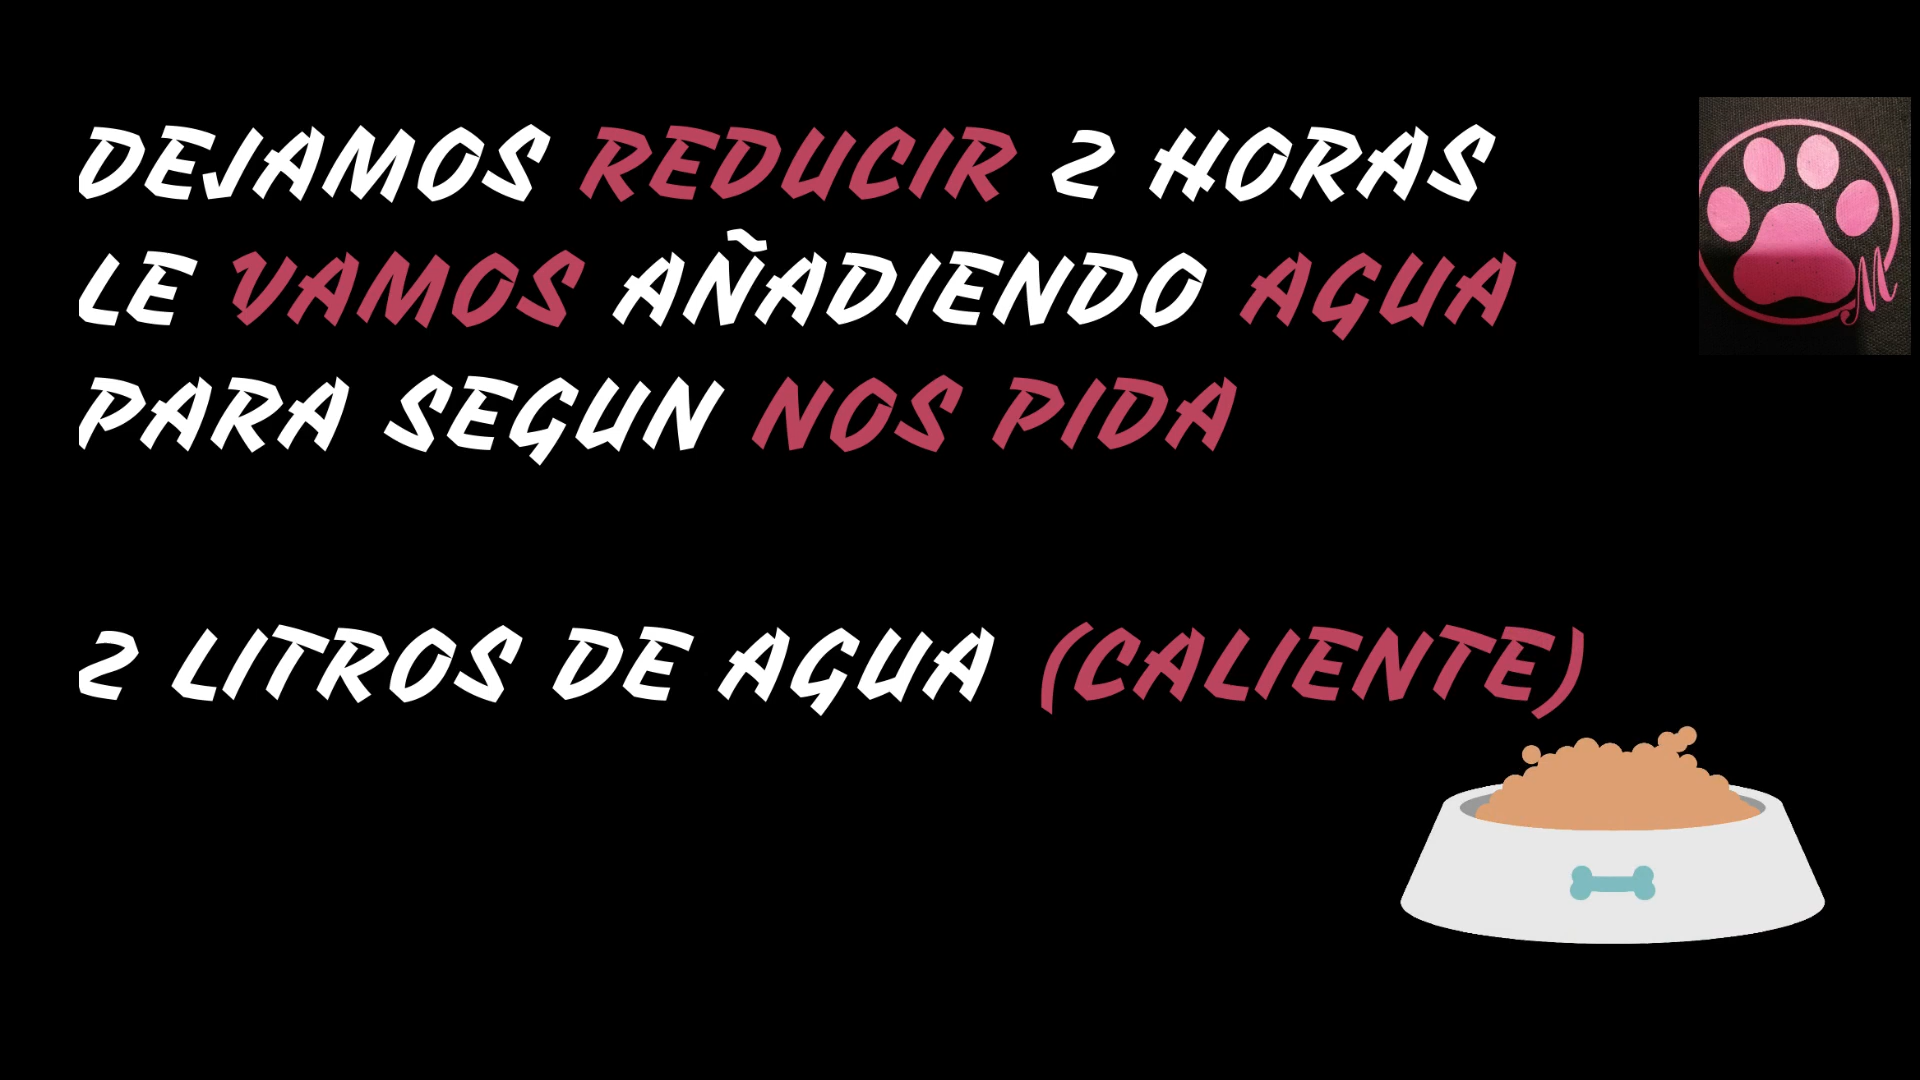 DEJAMOS REDUCIR 2 HORAS
LE VAMOS AÑADIENDO AGUA
PARA SEGUN NOS PIDA
2 LITROS DE AGUA (CALIENTE)
M